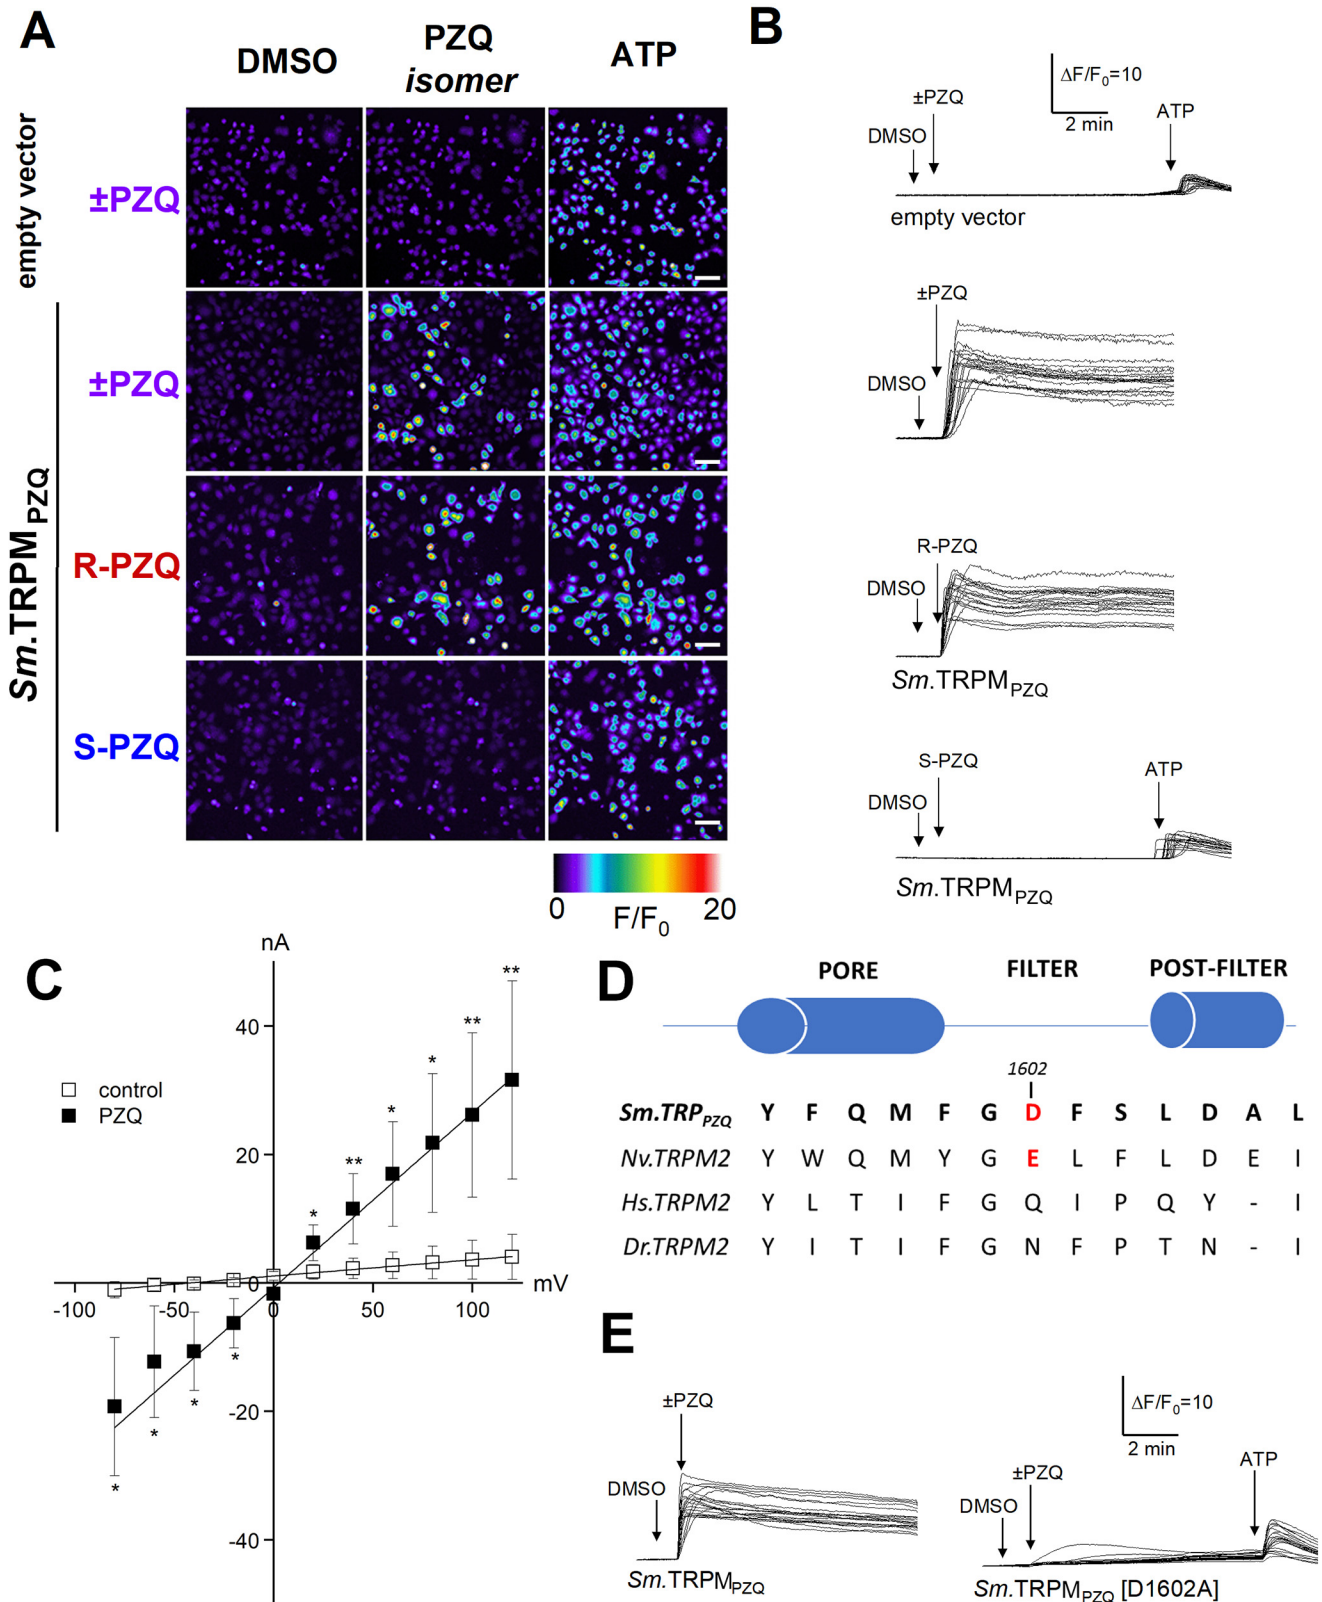 A
DMSO
PZQ
isomer
ATP
empty vector
±PZQ
Sm.TRPMPZQ
±PZQ
R-PZQ
S-PZQ
0
20
F/F0
B
ΔF/F0=10
2 min
±PZQ
DMSO
ATP
empty vector
±PZQ
DMSO
R-PZQ
DMSO
Sm.TRPMPZQ
S-PZQ
DMSO
ATP
Sm.TRPMPZQ
C
nA
** ** * * ** *
40
20
0
-20
-40
control
PZQ
mV
-100 -50 0 50 100
* * * *
D
PORE FILTER POST-FILTER
1602
Sm.TRPPZQ Y F Q M F G D F S L D A L
Nv.TRPM2 Y W Q M Y G E L F L D E I
Hs.TRPM2 Y L T I F G Q I P Q Y - I
Dr.TRPM2 Y I T I F G N F P T N - I
E
±PZQ
DMSO
Sm.TRPMPZQ
ΔF/F0=10
2 min
±PZQ
DMSO
ATP
Sm.TRPMPZQ [D1602A]